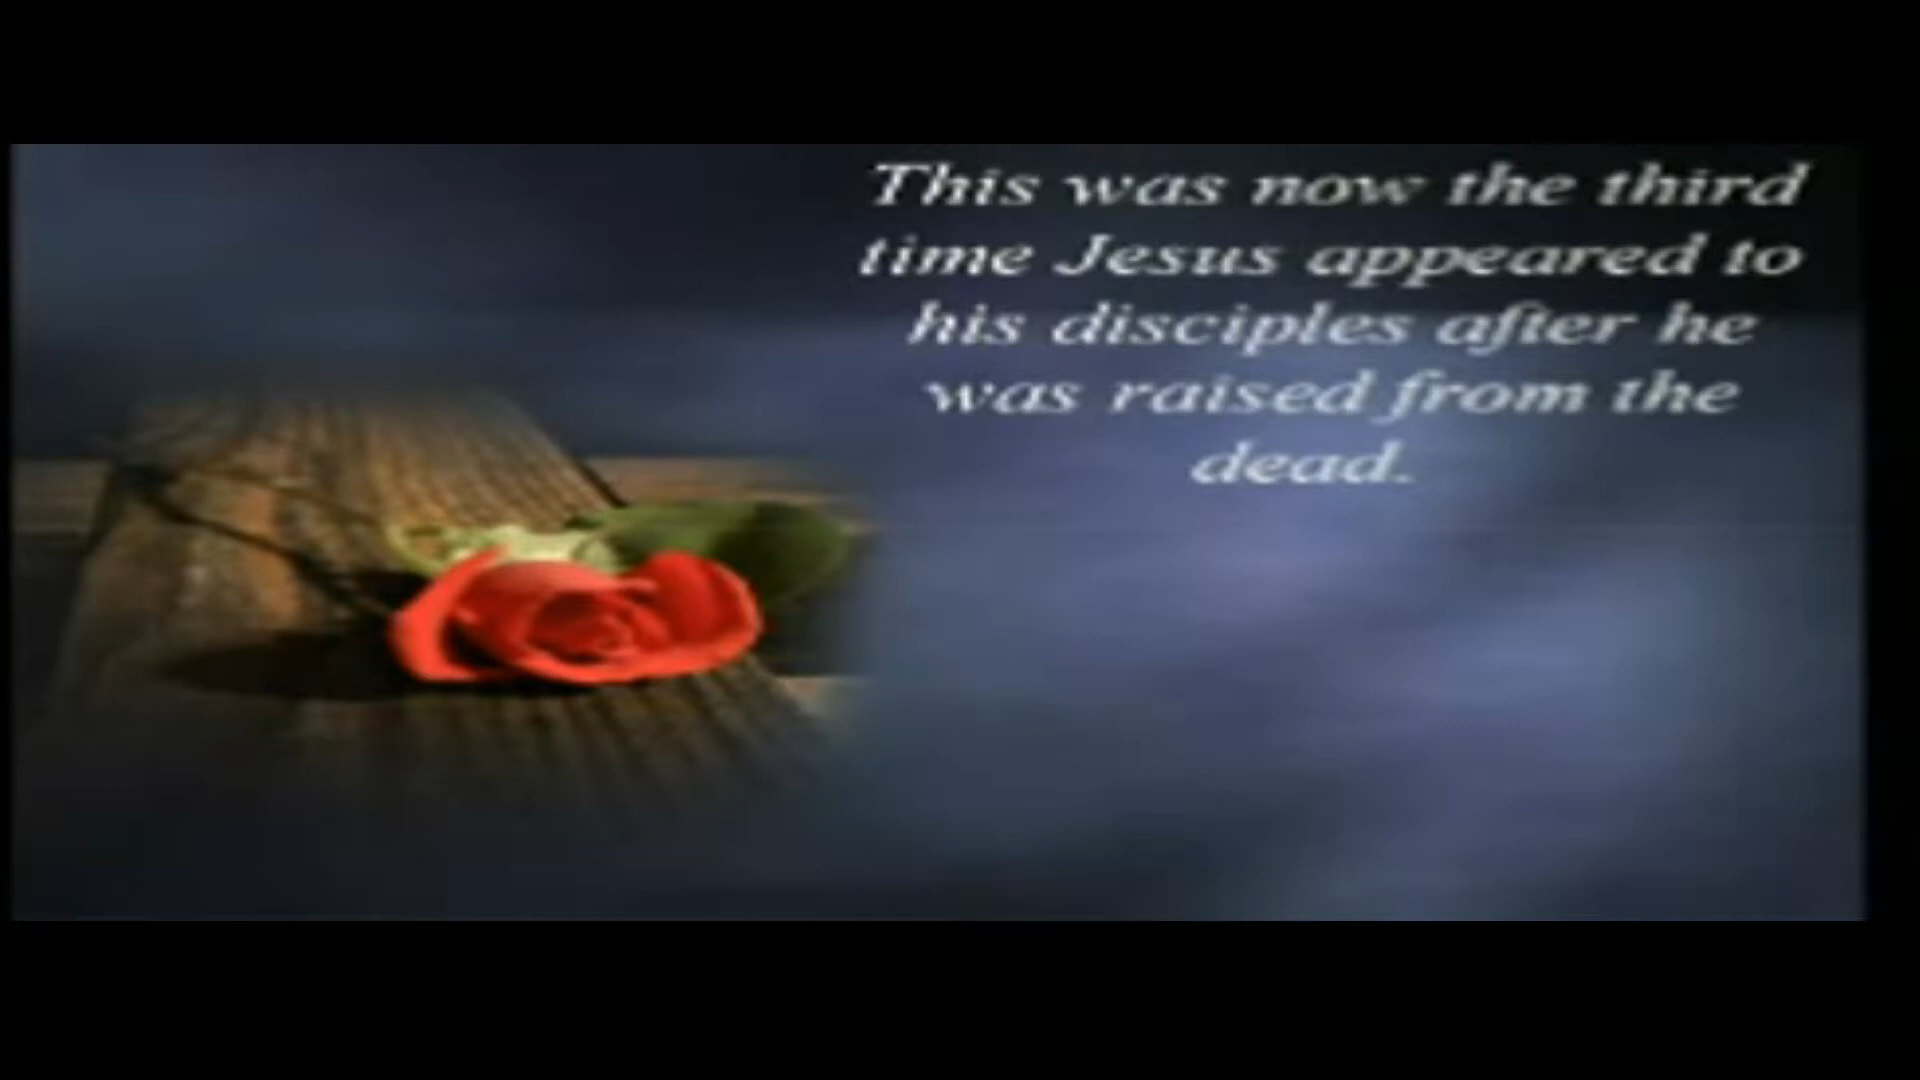 This was now the third
time Jesus appeared to
his disciples after he
was raised from the
dead.